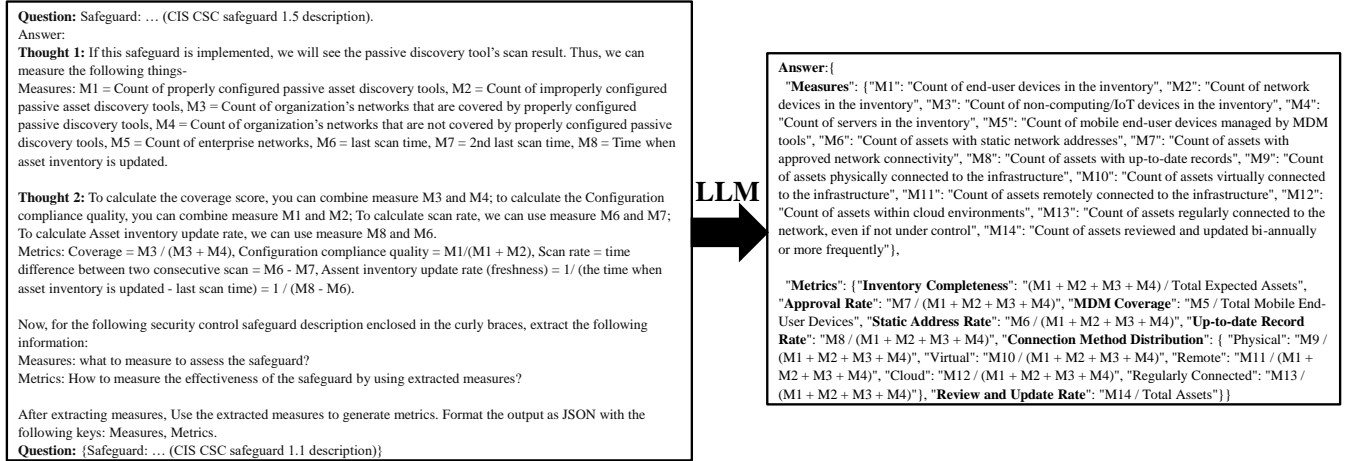 Question: Safeguard: … (CIS CSC safeguard 1.5 description).
Answer:
Thought 1: If this safeguard is implemented, we will see the passive discovery tool’s scan result. Thus, we can
measure the following things-
Measures: M1 = Count of properly configured passive asset discovery tools, M2 = Count of improperly configured
passive asset discovery tools, M3 = Count of organization’s networks that are covered by properly configured
passive discovery tools, M4 = Count of organization’s networks that are not covered by properly configured passive
discovery tools, M5 = Count of enterprise networks, M6 = last scan time, M7 = 2nd last scan time, M8 = Time when
asset inventory is updated.
Thought 2: To calculate the coverage score, you can combine measure M3 and M4; to calculate the Configuration
compliance quality, you can combine measure M1 and M2; To calculate scan rate, we can use measure M6 and M7;
To calculate Asset inventory update rate, we can use measure M8 and M6.
Metrics: Coverage = M3 / (M3 + M4), Configuration compliance quality = M1/(M1 + M2), Scan rate = time
difference between two consecutive scan = M6 - M7, Assent inventory update rate (freshness) = 1/ (the time when
asset inventory is updated - last scan time) = 1 / (M8 - M6).
Now, for the following security control safeguard description enclosed in the curly braces, extract the following
information:
Measures: what to measure to assess the safeguard?
Metrics: How to measure the effectiveness of the safeguard by using extracted measures?
After extracting measures, Use the extracted measures to generate metrics. Format the output as JSON with the
following keys: Measures, Metrics.
Question: {Safeguard: … (CIS CSC safeguard 1.1 description)}
LLM
Answer:{
"Measures": {"M1": "Count of end-user devices in the inventory", "M2": "Count of network
devices in the inventory", "M3": "Count of non-computing/IoT devices in the inventory", "M4":
"Count of servers in the inventory", "M5": "Count of mobile end-user devices managed by MDM
tools", "M6": "Count of assets with static network addresses", "M7": "Count of assets with
approved network connectivity", "M8": "Count of assets with up-to-date records", "M9": "Count
of assets physically connected to the infrastructure", "M10": "Count of assets virtually connected
to the infrastructure", "M11": "Count of assets remotely connected to the infrastructure", "M12":
"Count of assets within cloud environments", "M13": "Count of assets regularly connected to the
network, even if not under control", "M14": "Count of assets reviewed and updated bi-annually
or more frequently"},
"Metrics": {"Inventory Completeness": "(M1 + M2 + M3 + M4) / Total Expected Assets",
"Approval Rate": "M7 / (M1 + M2 + M3 + M4)", "MDM Coverage": "M5 / Total Mobile End-
User Devices", "Static Address Rate": "M6 / (M1 + M2 + M3 + M4)", "Up-to-date Record
Rate": "M8 / (M1 + M2 + M3 + M4)", "Connection Method Distribution": { "Physical": "M9 /
(M1 + M2 + M3 + M4)", "Virtual": "M10 / (M1 + M2 + M3 + M4)", "Remote": "M11 / (M1 +
M2 + M3 + M4)", "Cloud": "M12 / (M1 + M2 + M3 + M4)", "Regularly Connected": "M13 /
(M1 + M2 + M3 + M4)"}, "Review and Update Rate": "M14 / Total Assets"}}